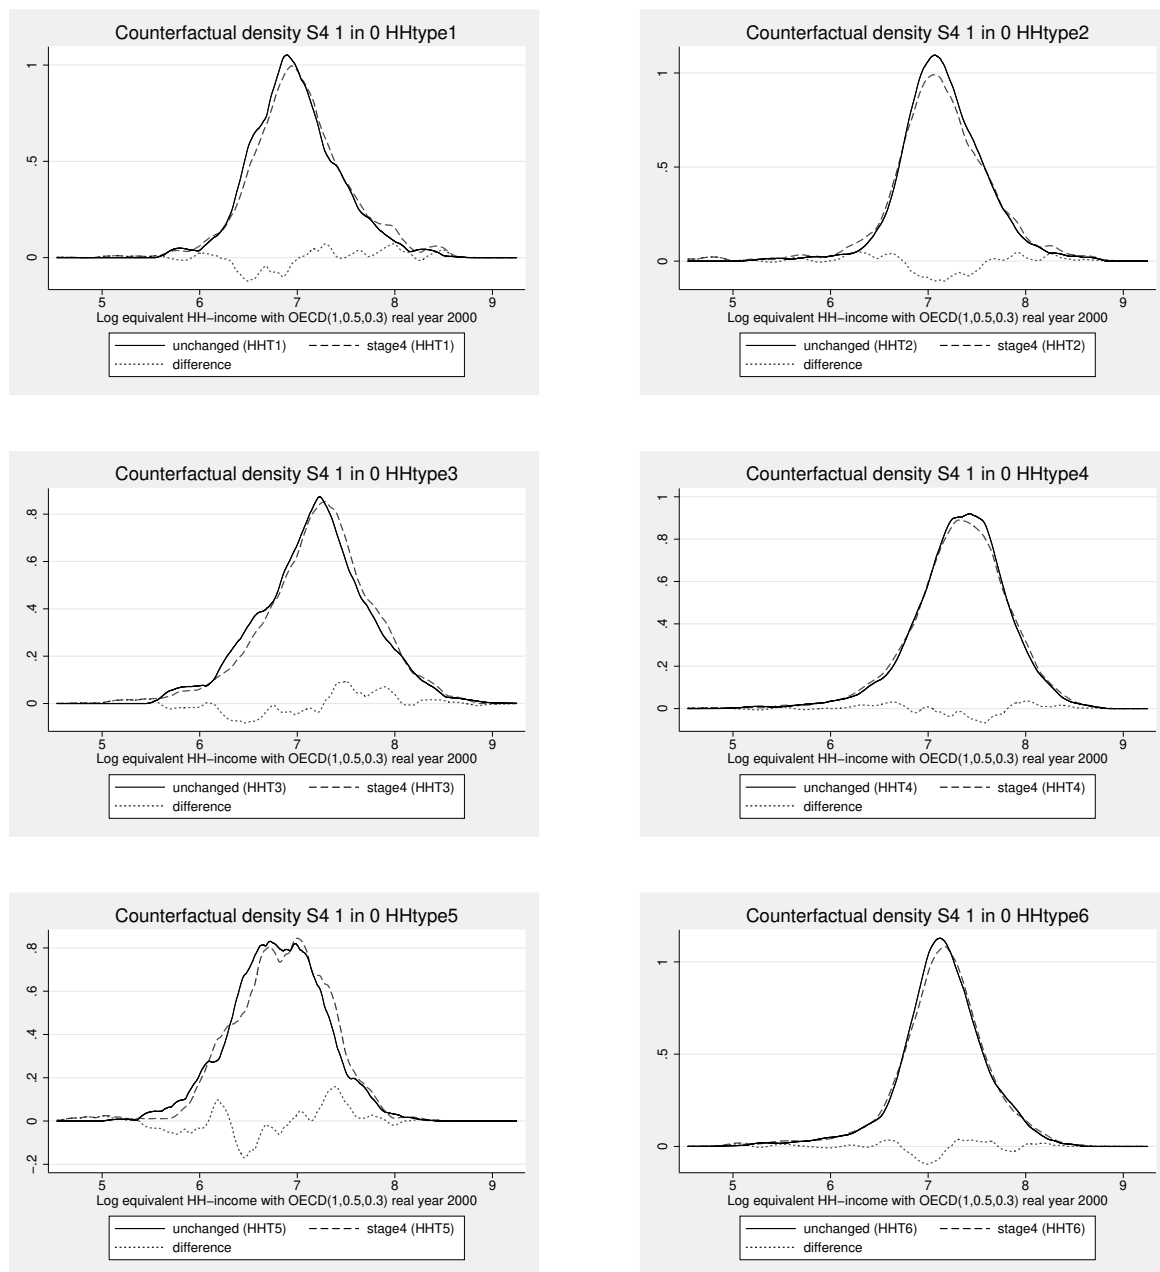 Counterfactual density S4 1 in 0 HHtype1
1
.5
0
5 6 7 8 9
Log equivalent HH−income with OECD(1,0.5,0.3) real year 2000
unchanged (HHT1) stage4 (HHT1)
difference
Counterfactual density S4 1 in 0 HHtype2
1
.5
0
5 6 7 8 9
Log equivalent HH−income with OECD(1,0.5,0.3) real year 2000
unchanged (HHT2) stage4 (HHT2)
difference
Counterfactual density S4 1 in 0 HHtype3
.8
.6
.4
.2
0
5 6 7 8 9
Log equivalent HH−income with OECD(1,0.5,0.3) real year 2000
unchanged (HHT3) stage4 (HHT3)
difference
Counterfactual density S4 1 in 0 HHtype4
1
.8
.6
.4
.2
0
5 6 7 8 9
Log equivalent HH−income with OECD(1,0.5,0.3) real year 2000
unchanged (HHT4) stage4 (HHT4)
difference
Counterfactual density S4 1 in 0 HHtype5
.8
.6
.4
.2
0
−.2
5 6 7 8 9
Log equivalent HH−income with OECD(1,0.5,0.3) real year 2000
unchanged (HHT5) stage4 (HHT5)
difference
Counterfactual density S4 1 in 0 HHtype6
1
.5
0
5 6 7 8 9
Log equivalent HH−income with OECD(1,0.5,0.3) real year 2000
unchanged (HHT6) stage4 (HHT6)
difference